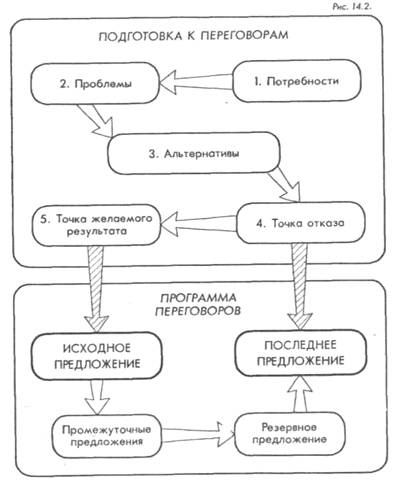 Рис. 14.2.
ПОДГОТОВКА К ПЕРЕГОВОРАМ
2. Проблемы
1. Потребности
3. Альтернативы
5. Точка желаемого
результата
4. Точка отказа
ПРОГРАММА
ПЕРЕГОВОРОВ
ИСХОДНОЕ
ПРЕДЛОЖЕНИЕ
ПОСЛЕДНЕЕ
ПРЕДЛОЖЕНИЕ
Промежуточные
предложения
Резервное
предложение